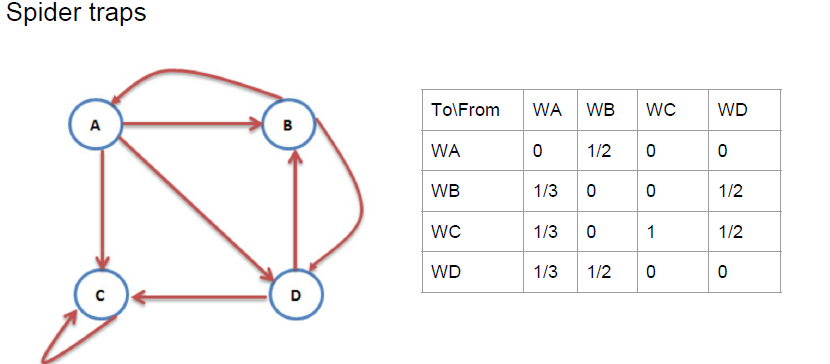 Spider traps
A
B
C
D
To\From WA WB WC WD
WA 0 1/2 0 0
WB 1/3 0 0 1/2
WC 1/3 0 1 1/2
WD 1/3 1/2 0 0